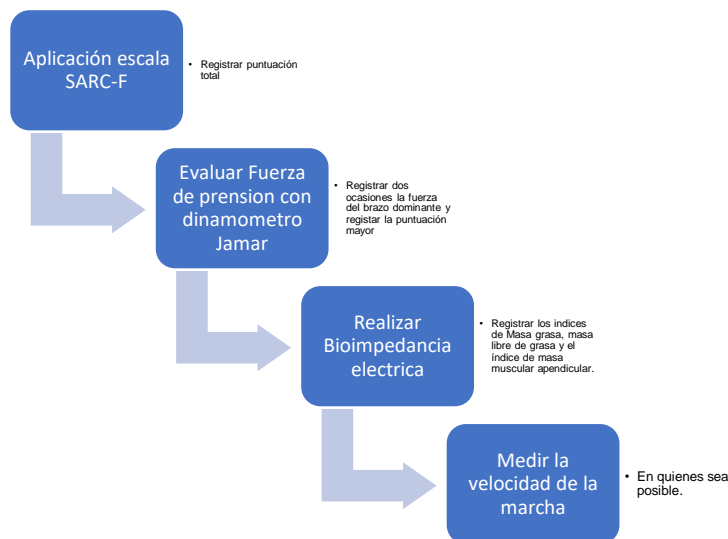 Aplicación escala
SARC-F
• Registrar puntuación
total
Evaluar Fuerza
de prension con
dinamometro
Jamar
• Registrar dos
ocasiones la fuerza
del brazo dominante y
registar la puntuación
mayor
Realizar
Bioimpedancia
electrica
• Registrar los indices
de Masa grasa, masa
libre de grasa y el
índice de masa
muscular apendicular.
Medir la
velocidad de la
marcha
• En quienes sea
posible.